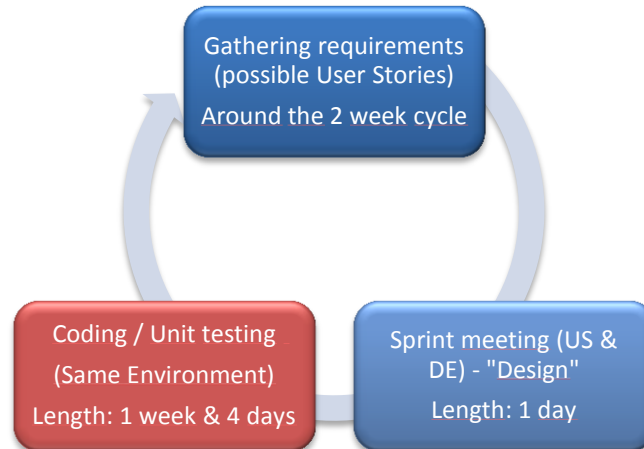 Gathering requirements
(possible User Stories)
Around the 2 week cycle
Coding / Unit testing
(Same Environment)
Length: 1 week & 4 days
Sprint meeting (US &
DE) - "Design"
Length: 1 day